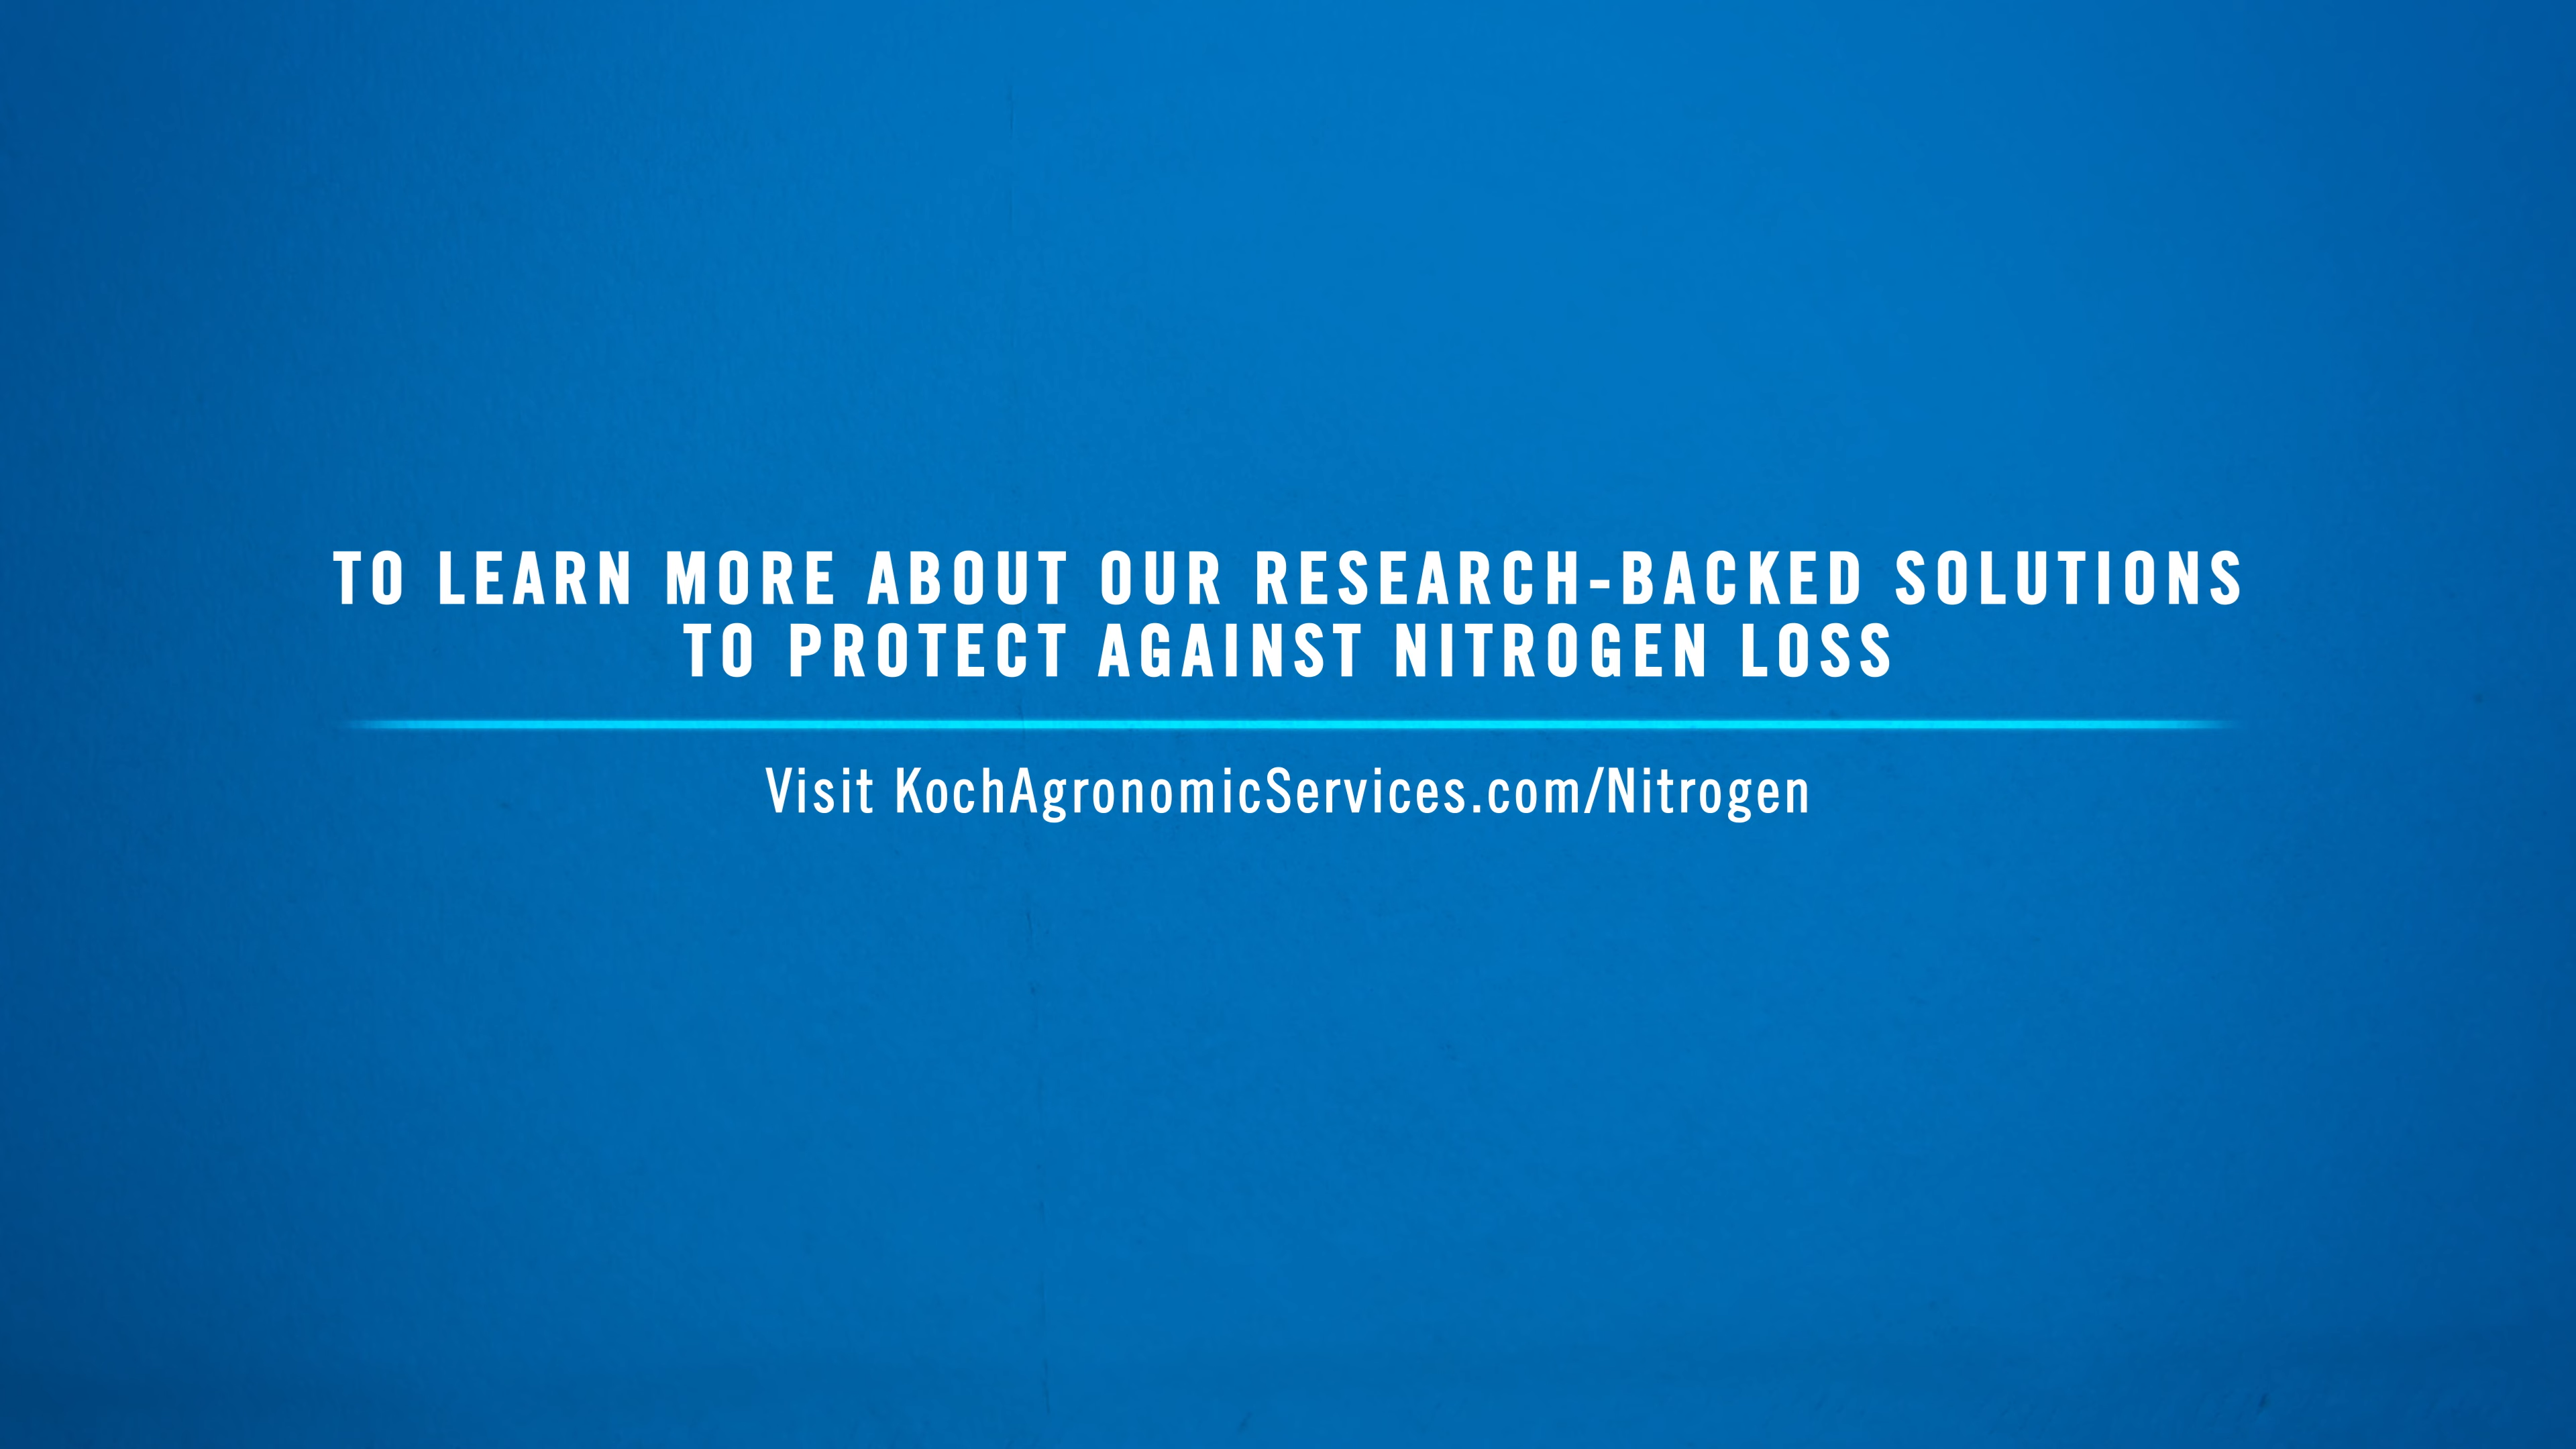 TO LEARN MORE ABOUT OUR RESEARCH-BACKED SOLUTIONS
TO PROTECT AGAINST NITROGEN LOSS
Visit KochAgronomicServices.com/Nitrogen